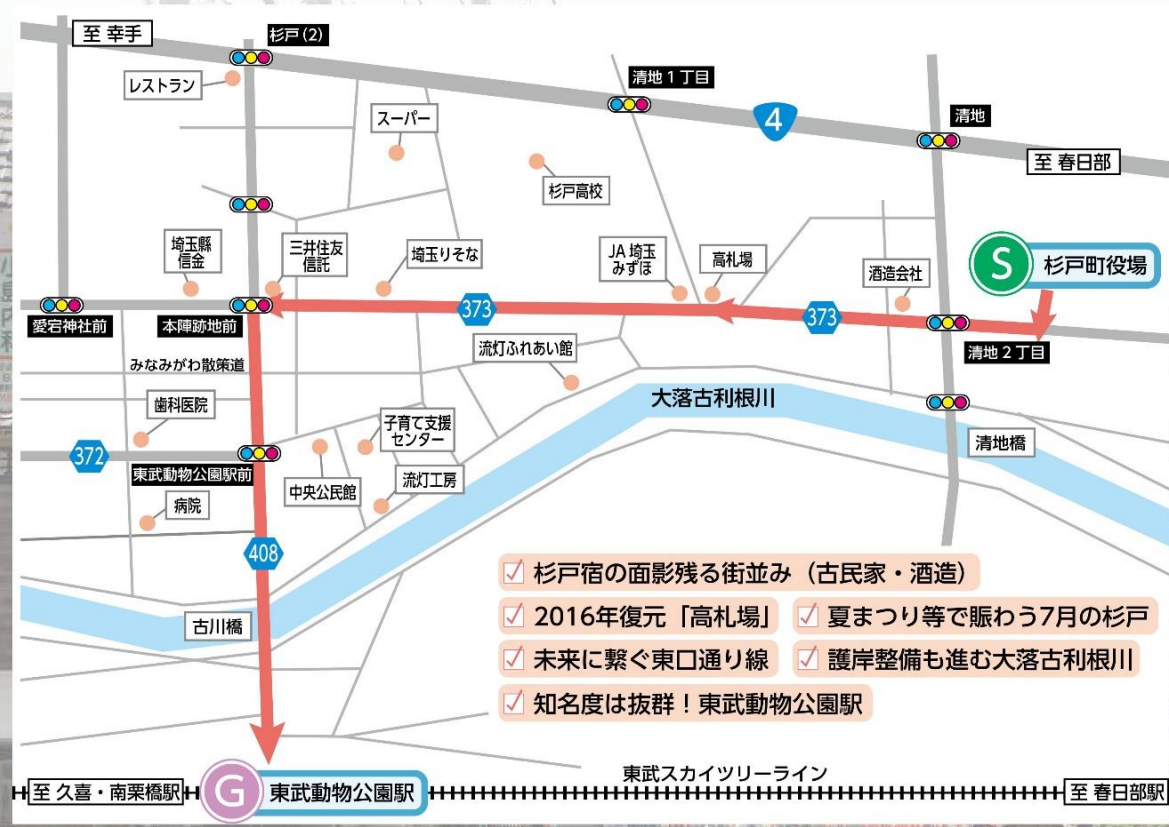 至 幸手
杉戸(2)
レストラン
清地1丁目
スーパー
4
清地
至 春日部
杉戸高校
埼玉縣
信金
三井住友
信託
埼玉りそな
JA 埼玉
みずほ
高札場
酒造会社
S
杉戸町役場
愛宕神社前
本陣跡地前
373
373
清地2丁目
みなみがわ散策道
流灯ふれあい館
歯科医院
大落古利根川
子育て支援
センター
清地橋
372
東武動物公園駅前
中央公民館
流灯工房
病院
408
古川橋
杉戸宿の面影残る街並み(古民家・酒造)
2016年復元「高札場」
夏まつり等で賑わう7月の杉戸
未来に繋ぐ東口通り線
護岸整備も進む大落古利根川
知名度は抜群!東武動物公園駅
東武スカイツリーライン
至 久喜・南栗橋駅
G
東武動物公園駅
至 春日部駅